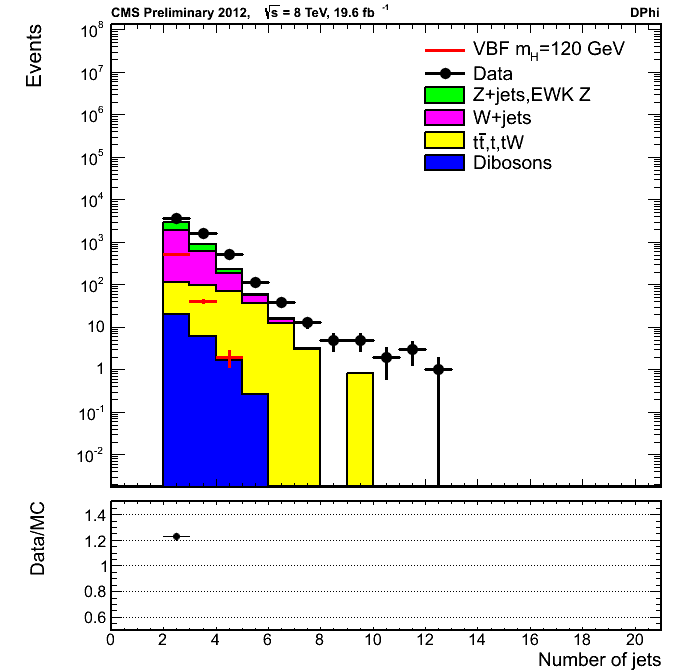 CMS Preliminary 2012, √s = 8 TeV, 19.6 fb⁻¹ DPhi
Events
10⁸
10⁷
10⁶
10⁵
10⁴
10³
10²
10
1
10⁻¹
10⁻²
VBF m_H=120 GeV
Data
Z+jets,EWK Z
W+jets
tt̄,t,tW
Dibosons
Data/MC
1.4
1.2
1
0.8
0.6
0 2 4 6 8 10 12 14 16 18 20
Number of jets